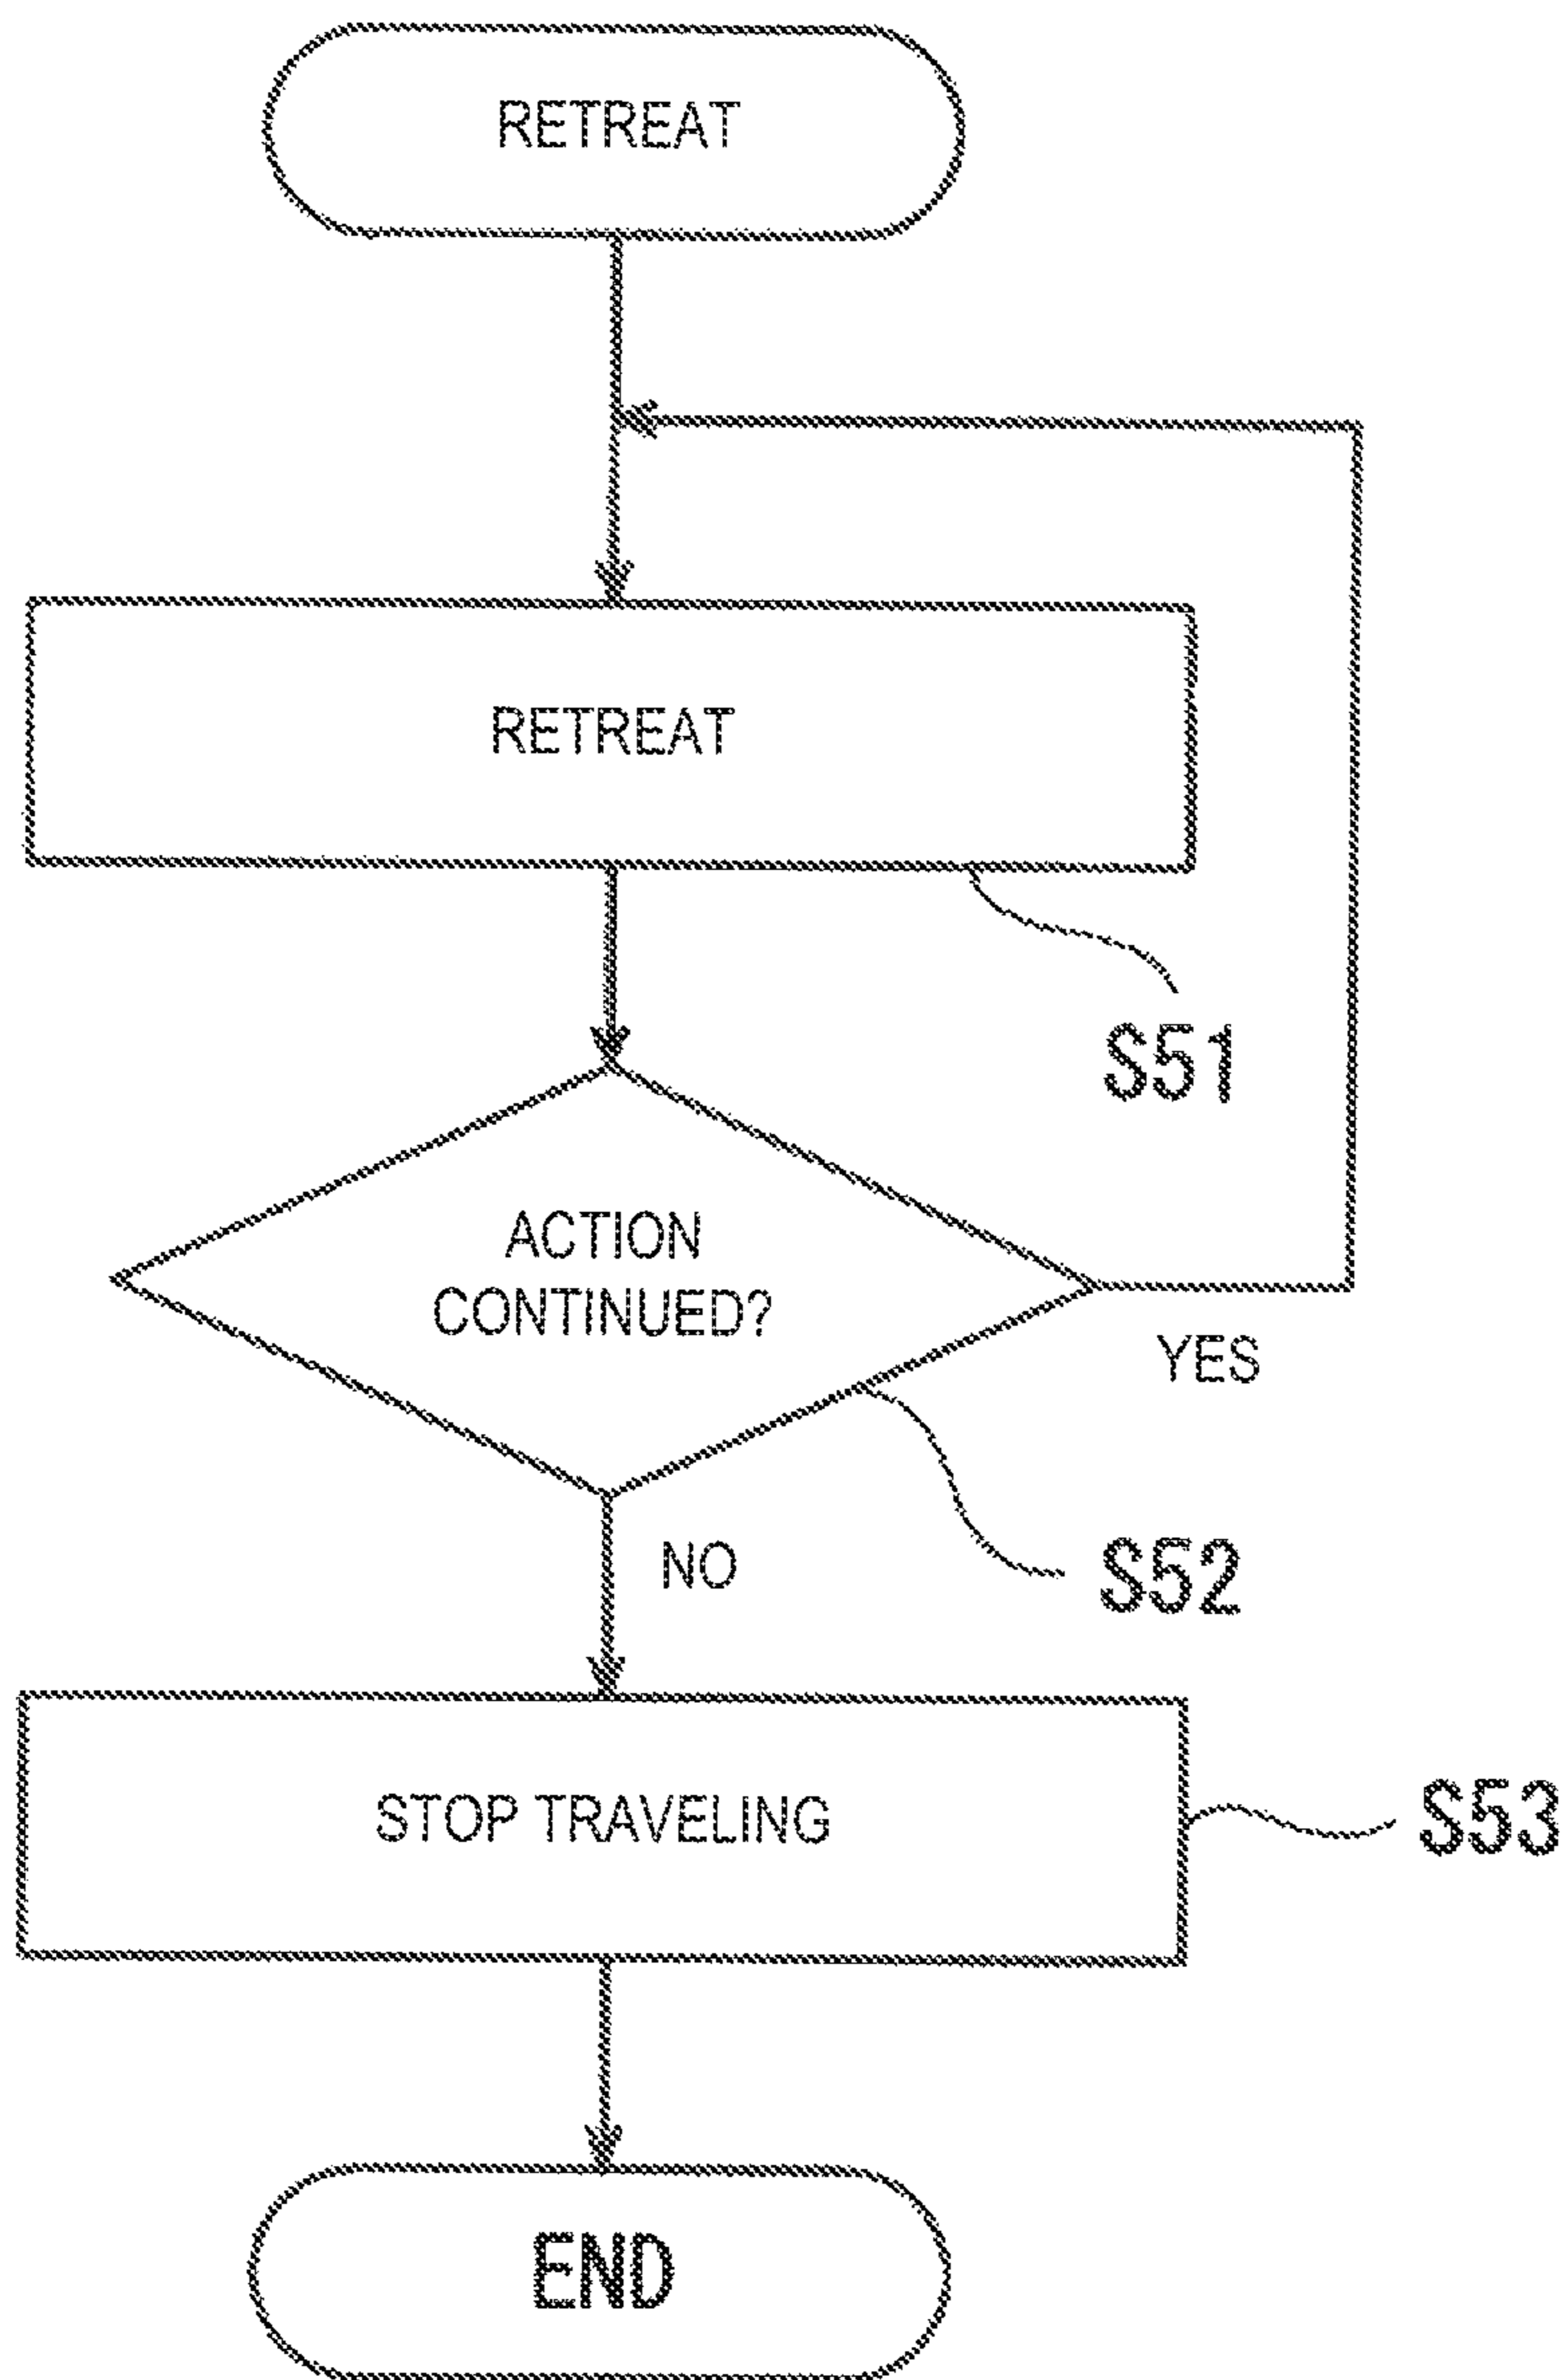 RETREAT
RETREAT
S51
ACTION
CONTINUED?
YES
NO
S52
STOP TRAVELING
S53
END